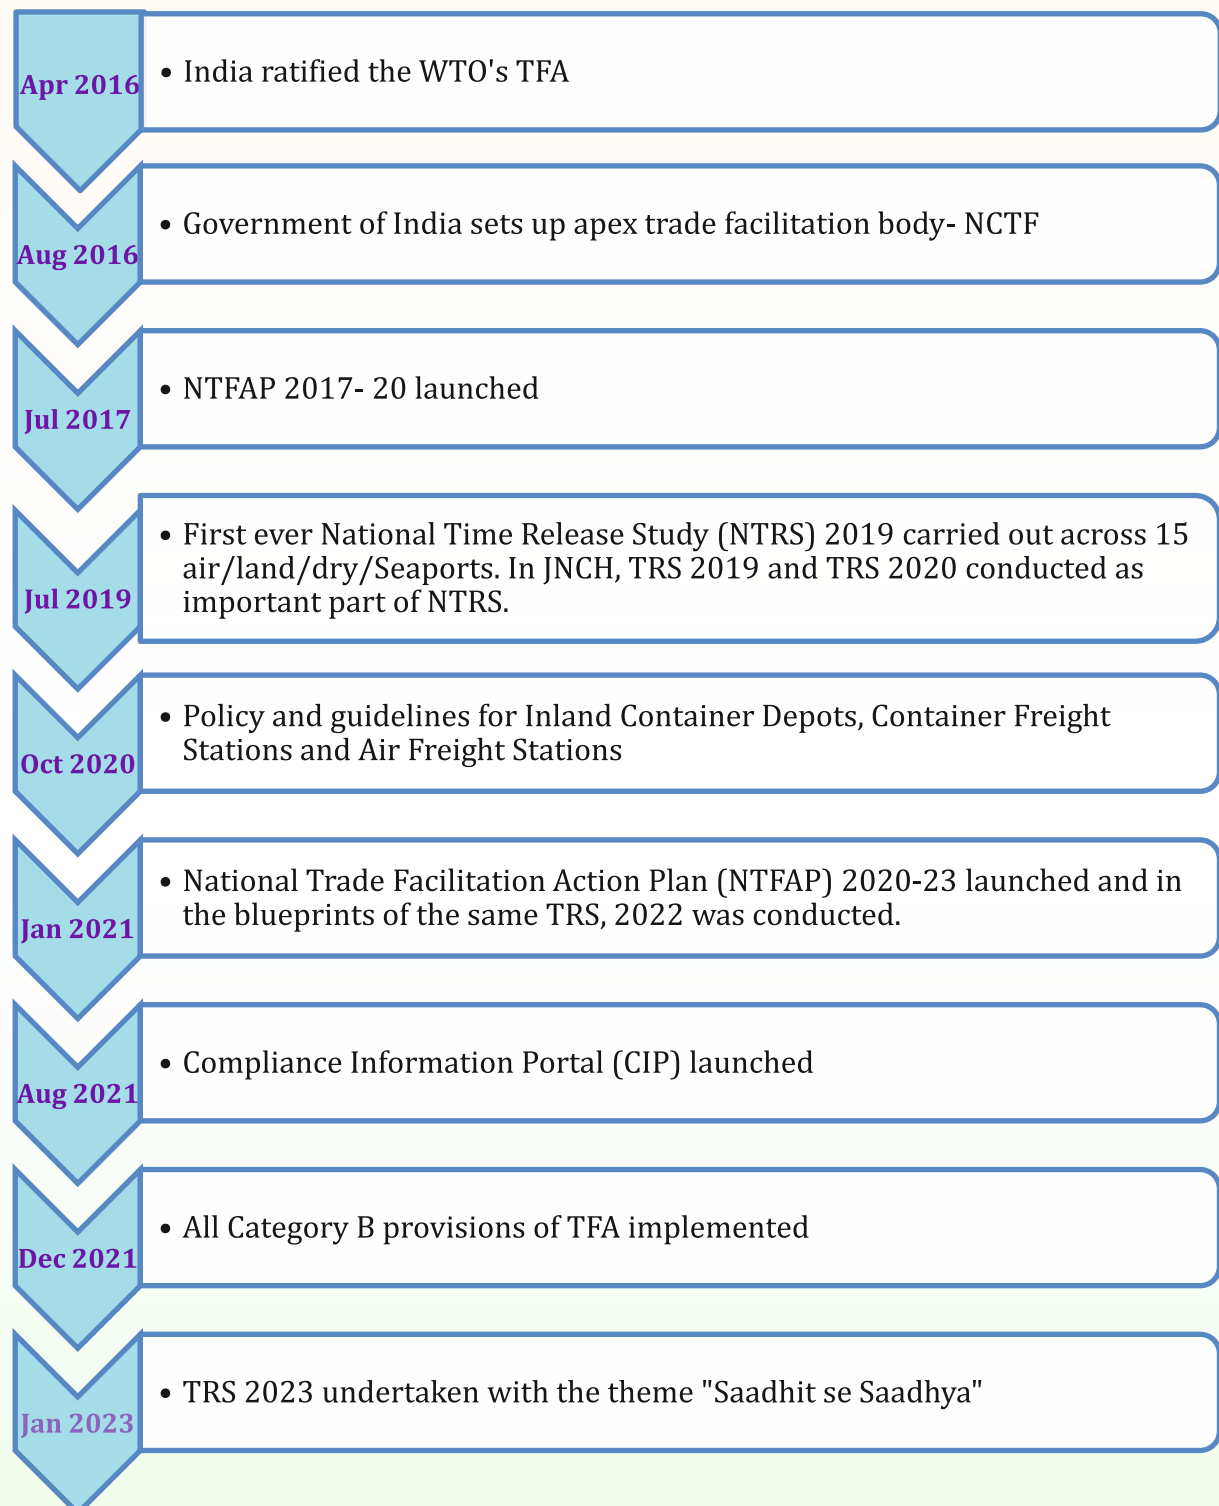 Apr 2016
• India ratified the WTO's TFA
Aug 2016
• Government of India sets up apex trade facilitation body- NCTF
Jul 2017
• NTFAP 2017- 20 launched
Jul 2019
• First ever National Time Release Study (NTRS) 2019 carried out across 15
air/land/dry/Seaports. In JNCH, TRS 2019 and TRS 2020 conducted as
important part of NTRS.
Oct 2020
• Policy and guidelines for Inland Container Depots, Container Freight
Stations and Air Freight Stations
Jan 2021
• National Trade Facilitation Action Plan (NTFAP) 2020-23 launched and in
the blueprints of the same TRS, 2022 was conducted.
Aug 2021
• Compliance Information Portal (CIP) launched
Dec 2021
• All Category B provisions of TFA implemented
Jan 2023
• TRS 2023 undertaken with the theme "Saadhit se Saadhya"